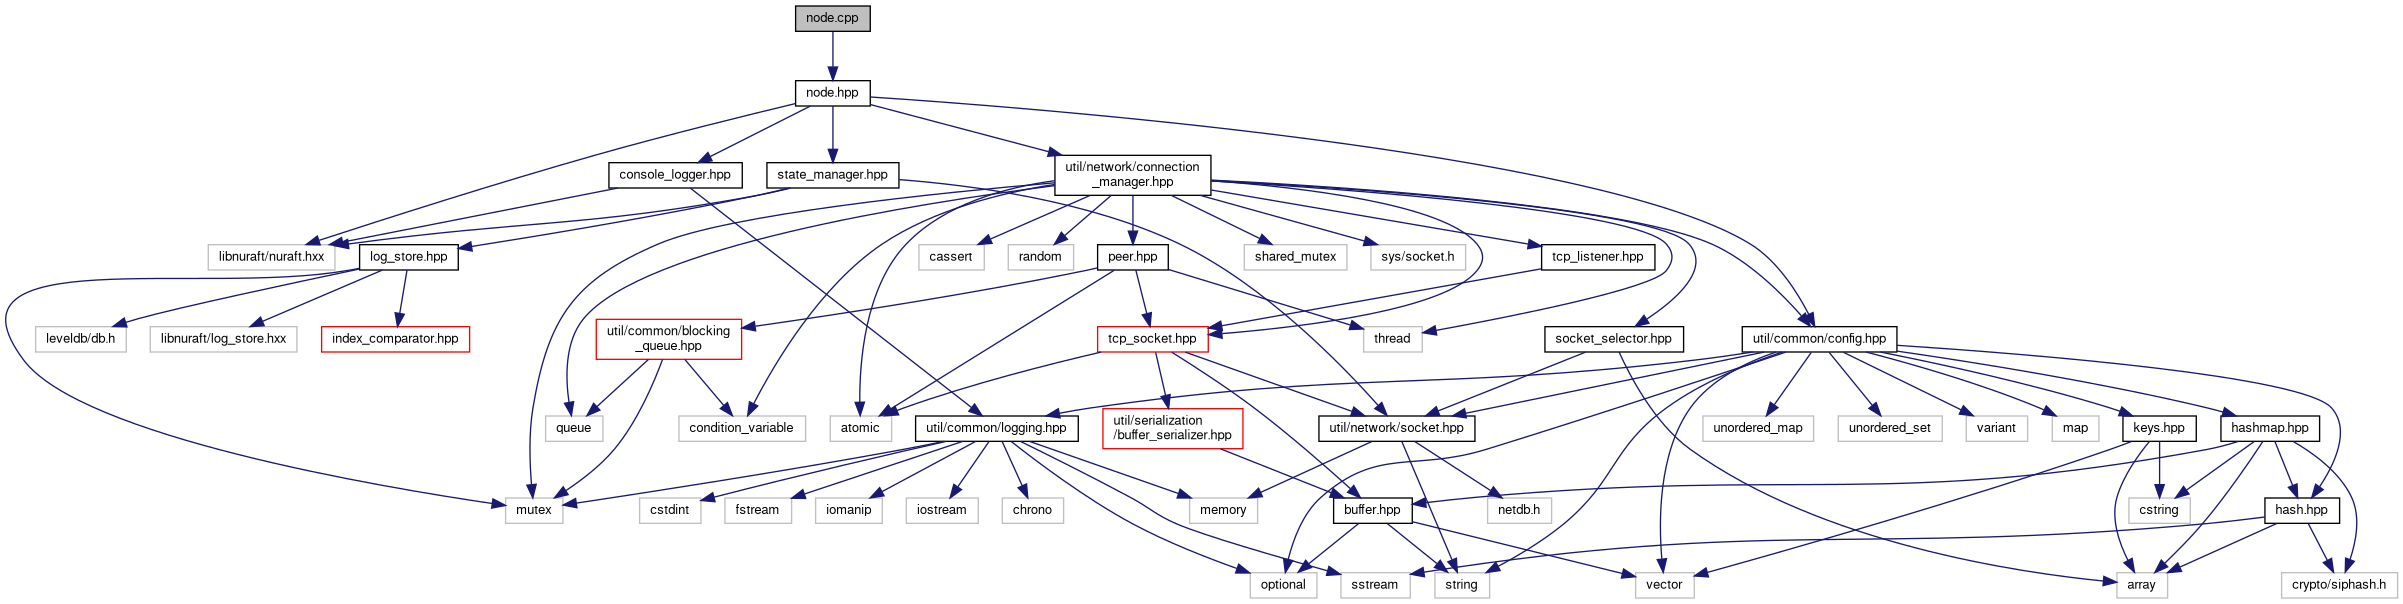 node.cpp
node.hpp
console_logger.hpp
state_manager.hpp
util/network/connection
_manager.hpp
libnuraft/nuraft.hxx
log_store.hpp
cassert
random
peer.hpp
shared_mutex
sys/socket.h
tcp_listener.hpp
leveldb/db.h
libnuraft/log_store.hxx
index_comparator.hpp
util/common/blocking
_queue.hpp
tcp_socket.hpp
thread
socket_selector.hpp
util/common/config.hpp
queue
condition_variable
atomic
util/common/logging.hpp
util/serialization
/buffer_serializer.hpp
util/network/socket.hpp
unordered_map
unordered_set
variant
map
keys.hpp
hashmap.hpp
mutex
cstdint
fstream
iomanip
iostream
chrono
memory
buffer.hpp
netdb.h
cstring
hash.hpp
optional
sstream
string
vector
array
crypto/siphash.h